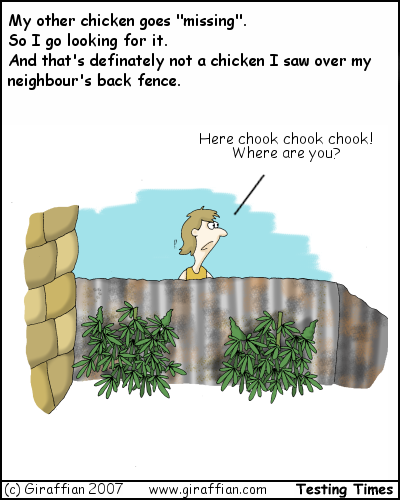 My other chicken goes "missing".
So I go looking for it.
And that's definately not a chicken I saw over my
neighbour's back fence.
Here chook chook chook!
Where are you?
(c) Giraffian 2007 www.giraffian.com Testing Times